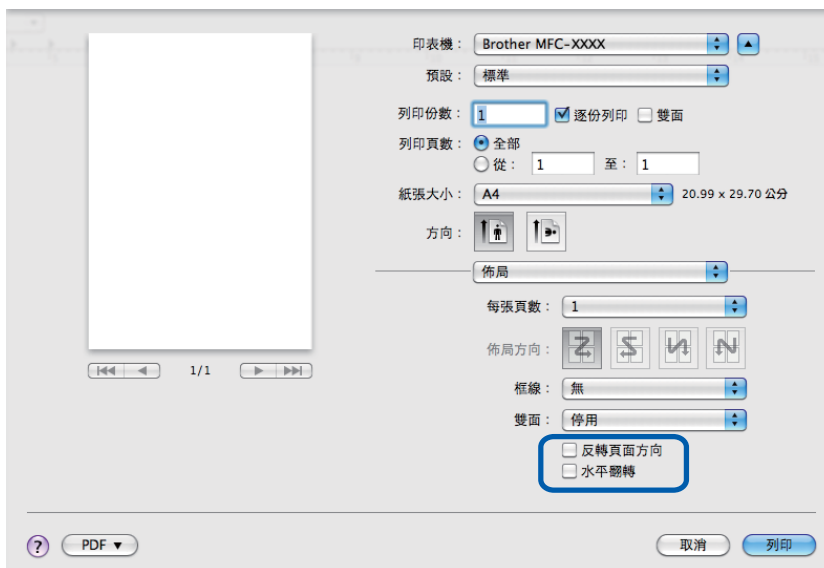 印表機： Brother MFC-XXXX
預設： 標準
列印份數： 1 逐份列印 雙面
列印頁數： 全部
從： 1 至： 1
紙張大小： A4 20.99 x 29.70 公分
方向：
佈局
每張頁數： 1
佈局方向：
1/1
框線： 無
雙面： 停用
反轉頁面方向
水平翻轉
? PDF ▼ 取消 列印